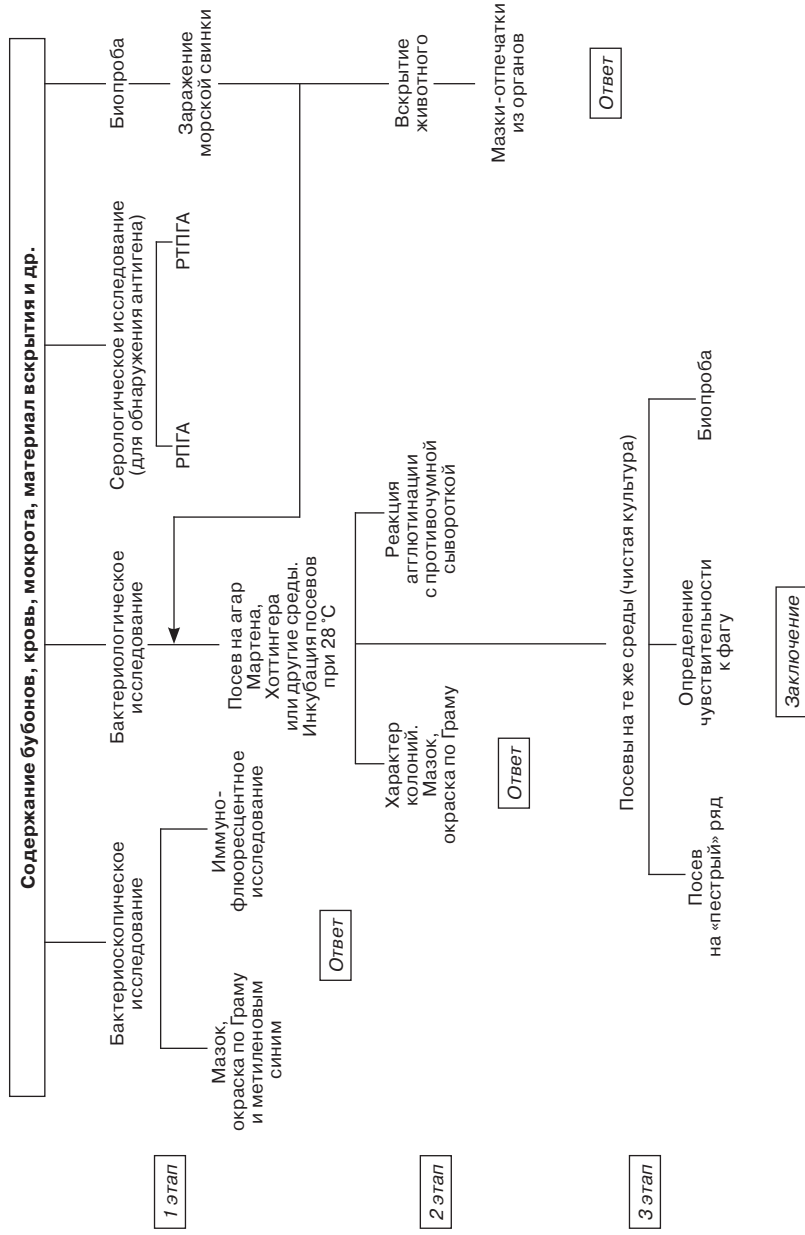 Содержание бубонов, кровь, мокрота, материал вскрытия и др.
1 этап
Бактериоскопическое
исследование
Мазок,
окраска по Граму
и метиленовым
синим
Иммуно-
флюоресцентное
исследование
Ответ
Бактериологическое
исследование
Посев на агар
Мартена,
Хоттингера
или другие среды.
Инкубация посевов
при 28 °С
Серологическое исследование
(для обнаружения антигена)
РПГА
РТПГА
Биопроба
Заражение
морской свинки
2 этап
Характер
колоний.
Мазок,
окраска по Граму
Ответ
Реакция
агглютинации
с противочумной
сывороткой
Вскрытие
животного
Мазки-отпечатки
из органов
Ответ
3 этап
Посевы на те же среды (чистая культура)
Посев
на «пестрый» ряд
Определение
чувствительности
к фагу
Биопроба
Заключение